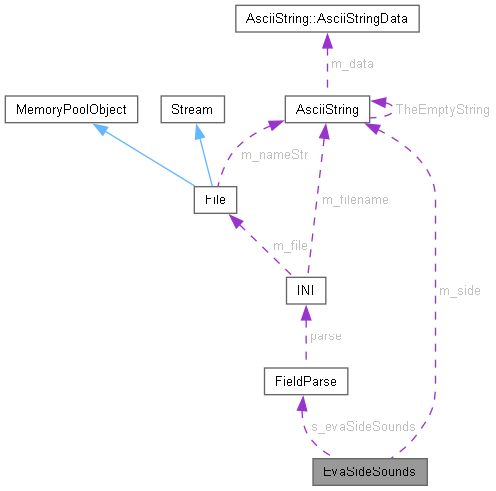 AsciiString::AsciiStringData
m_data
MemoryPoolObject
Stream
AsciiString
TheEmptyString
m_nameStr
File
m_filename
m_file
INI
m_side
parse
FieldParse
s_evaSideSounds
EvaSideSounds